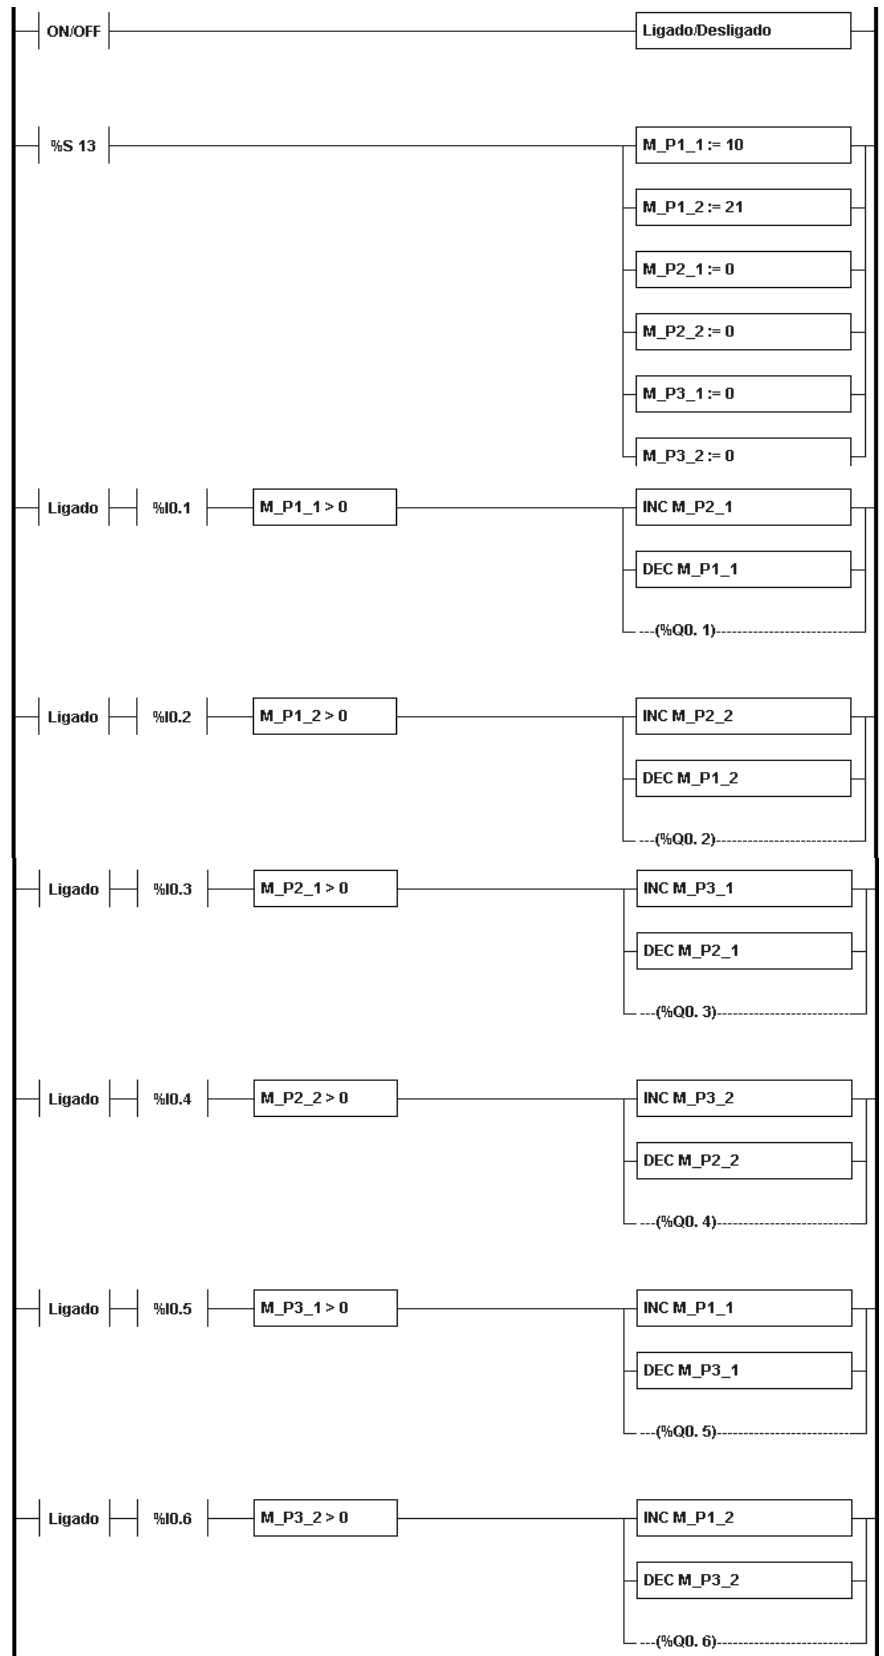 ON/OFF Ligado/Desligado
%S 13 M_P1_1 := 10
M_P1_2 := 21
M_P2_1 := 0
M_P2_2 := 0
M_P3_1 := 0
M_P3_2 := 0
Ligado %I0.1 M_P1_1 > 0 INC M_P2_1
DEC M_P1_1
(%Q0. 1)
Ligado %I0.2 M_P1_2 > 0 INC M_P2_2
DEC M_P1_2
(%Q0. 2)
Ligado %I0.3 M_P2_1 > 0 INC M_P3_1
DEC M_P2_1
(%Q0. 3)
Ligado %I0.4 M_P2_2 > 0 INC M_P3_2
DEC M_P2_2
(%Q0. 4)
Ligado %I0.5 M_P3_1 > 0 INC M_P1_1
DEC M_P3_1
(%Q0. 5)
Ligado %I0.6 M_P3_2 > 0 INC M_P1_2
DEC M_P3_2
(%Q0. 6)